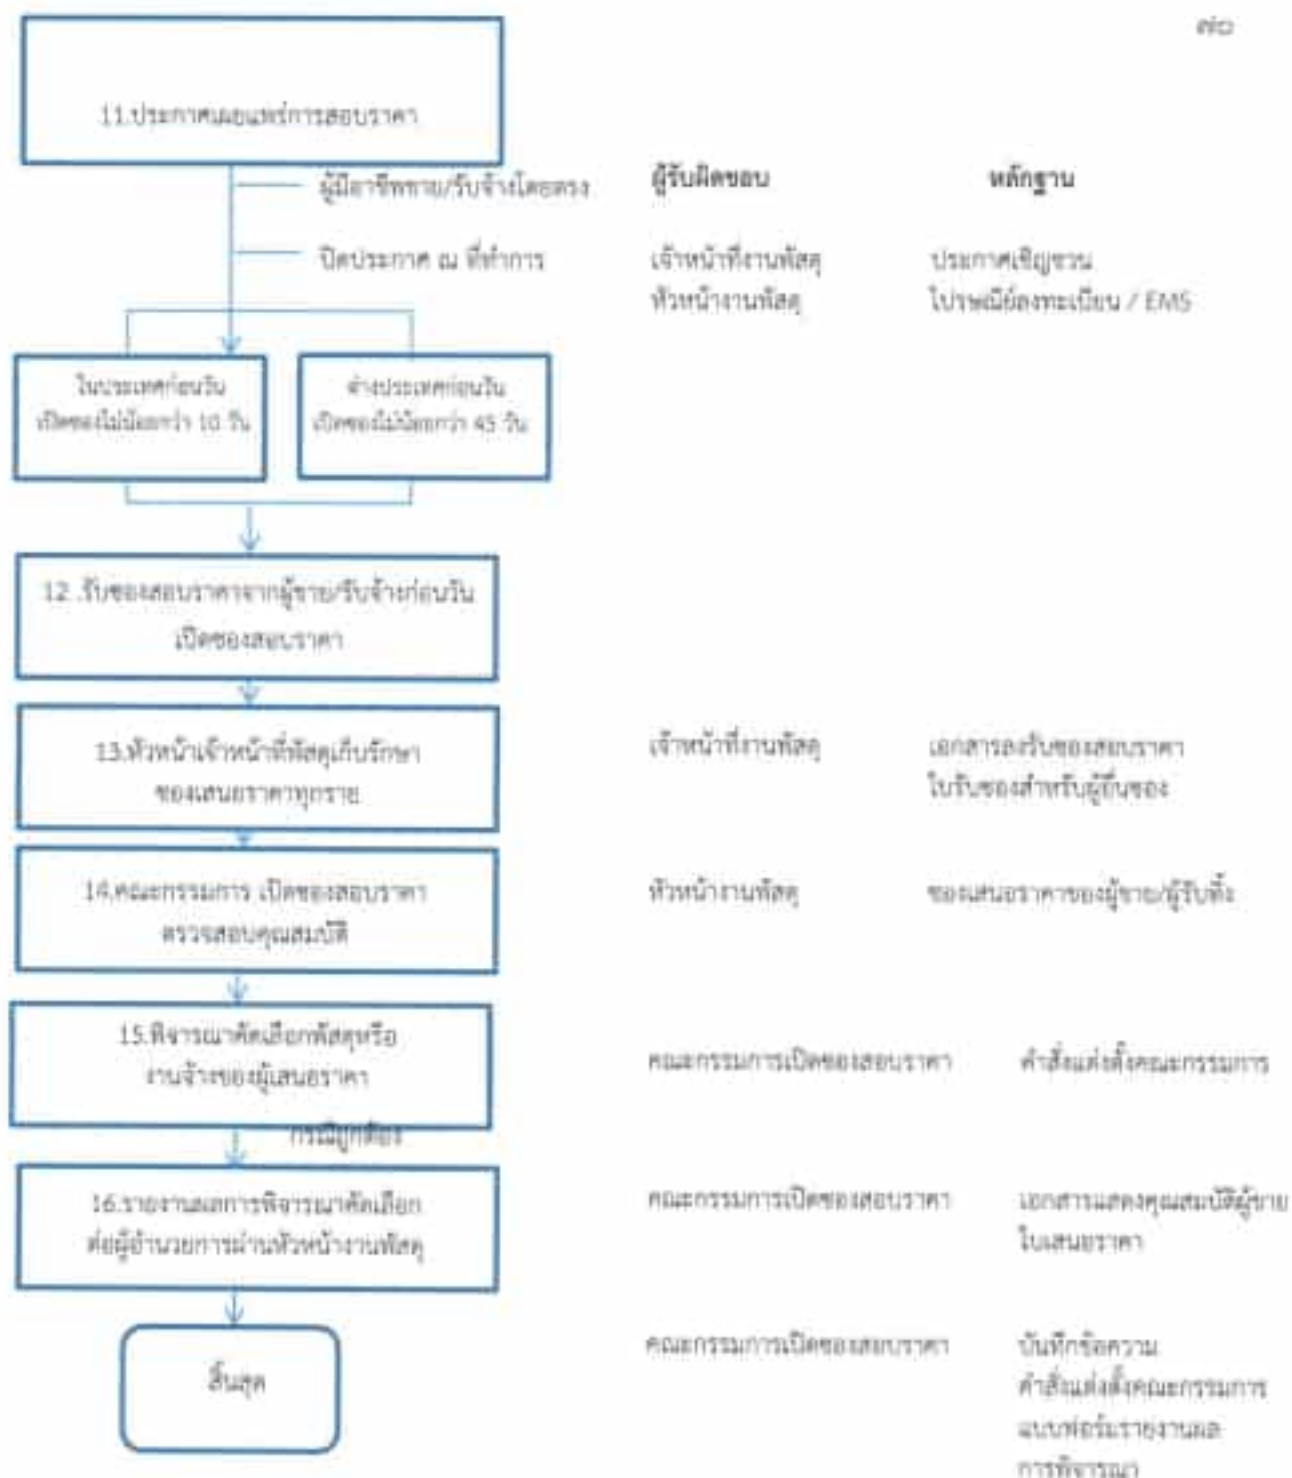 ๗๐
11.ประกาศเผยแพร่การสอบราคา
ผู้มีอาชีพขาย/รับจ้างโดยตรง
ผู้รับผิดชอบ หลักฐาน
ปิดประกาศ ณ ที่ทำการ
เจ้าหน้าที่งานพัสดุ ประกาศเชิญชวน
หัวหน้างานพัสดุ ไปรษณีย์ลงทะเบียน / EMS
ในประเทศก่อนวัน
เปิดซองไม่น้อยกว่า 10 วัน
ต่างประเทศก่อนวัน
เปิดซองไม่น้อยกว่า 45 วัน
12 .รับซองสอบราคาจากผู้ขาย/รับจ้างก่อนวัน
เปิดซองสอบราคา
13.หัวหน้าเจ้าหน้าที่พัสดุเก็บรักษา
ซองเสนอราคาทุกราย
เจ้าหน้าที่งานพัสดุ เอกสารลงรับซองสอบราคา
ใบรับซองสำหรับผู้ยื่นซอง
14.คณะกรรมการ เปิดซองสอบราคา
ตรวจสอบคุณสมบัติ
หัวหน้างานพัสดุ ซองเสนอราคาของผู้ขาย/ผู้รับทิ้ง
15.พิจารณาคัดเลือกพัสดุหรือ
งานจ้างของผู้เสนอราคา
คณะกรรมการเปิดซองสอบราคา คำสั่งแต่งตั้งคณะกรรมการ
กรณีถูกต้อง
16.รายงานผลการพิจารณาคัดเลือก
ต่อผู้อำนวยการผ่านหัวหน้างานพัสดุ
คณะกรรมการเปิดซองสอบราคา เอกสารแสดงคุณสมบัติผู้ขาย
ใบเสนอราคา
สิ้นสุด
คณะกรรมการเปิดซองสอบราคา บันทึกข้อความ
คำสั่งแต่งตั้งคณะกรรมการ
แบบฟอร์มรายงานผล
การพิจารณา